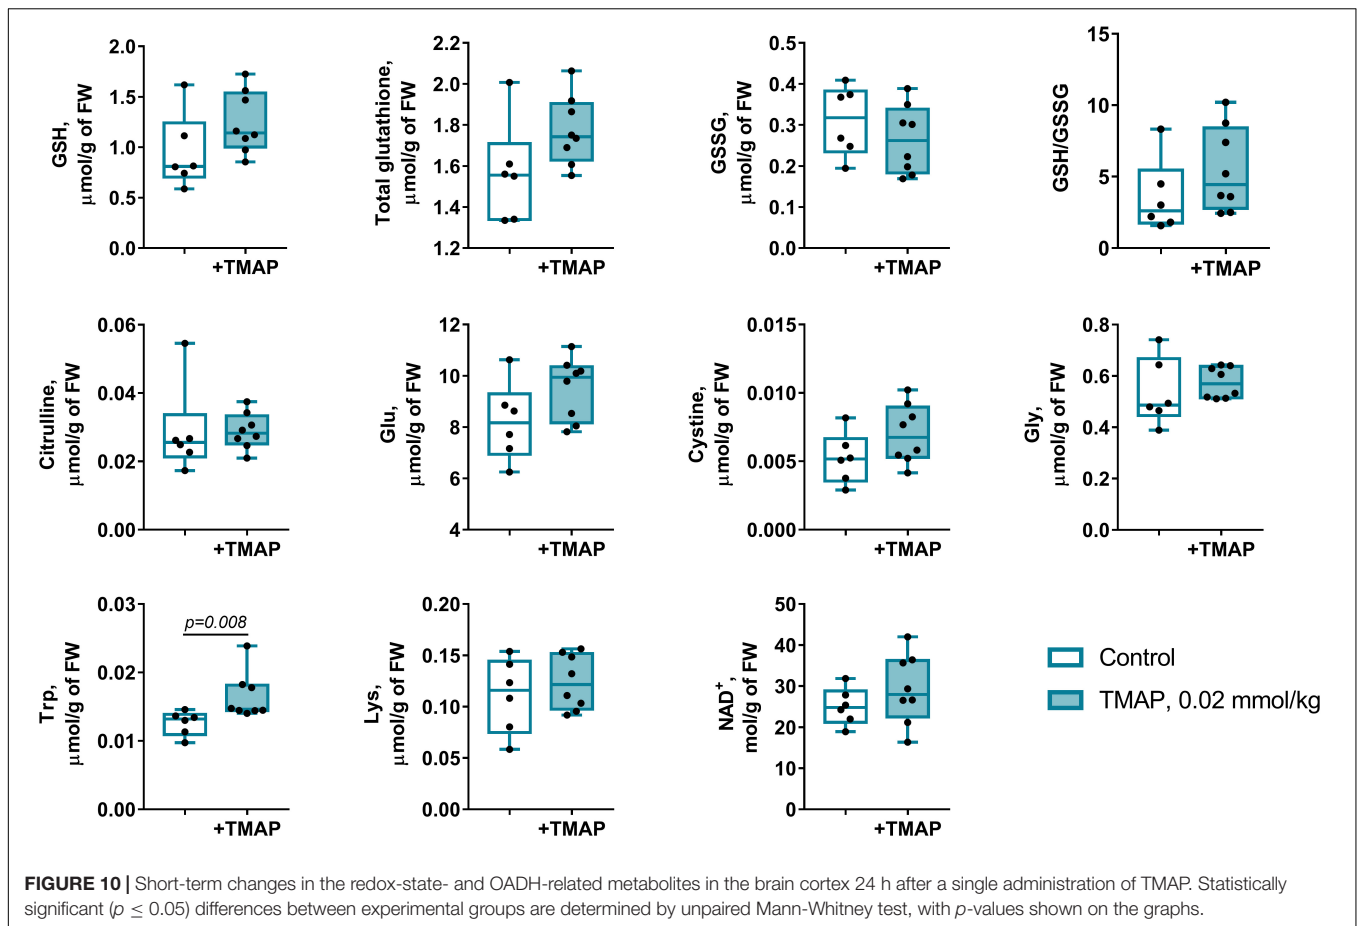 GSH,
μmol/g of FW
2.0
1.5
1.0
0.5
0.0
+TMAP
Total glutathione,
μmol/g of FW
2.2
2.0
1.8
1.6
1.4
1.2
+TMAP
GSSG,
μmol/g of FW
0.5
0.4
0.3
0.2
0.1
0.0
+TMAP
GSH/GSSG
15
10
5
0
+TMAP
Citrulline,
μmol/g of FW
0.06
0.04
0.02
0.00
+TMAP
Glu,
μmol/g of FW
12
10
8
6
4
+TMAP
Cystine,
μmol/g of FW
0.015
0.010
0.005
0.000
+TMAP
Gly,
μmol/g of FW
0.8
0.6
0.4
0.2
0.0
+TMAP
Trp,
μmol/g of FW
0.03
0.02
0.01
0.00
p=0.008
+TMAP
Lys,
μmol/g of FW
0.20
0.15
0.10
0.05
0.00
+TMAP
NAD+,
mol/g of FW
50
40
30
20
10
0
+TMAP
Control
TMAP, 0.02 mmol/kg
FIGURE 10 | Short-term changes in the redox-state- and OADH-related metabolites in the brain cortex 24 h after a single administration of TMAP. Statistically
significant (p ≤ 0.05) differences between experimental groups are determined by unpaired Mann-Whitney test, with p-values shown on the graphs.